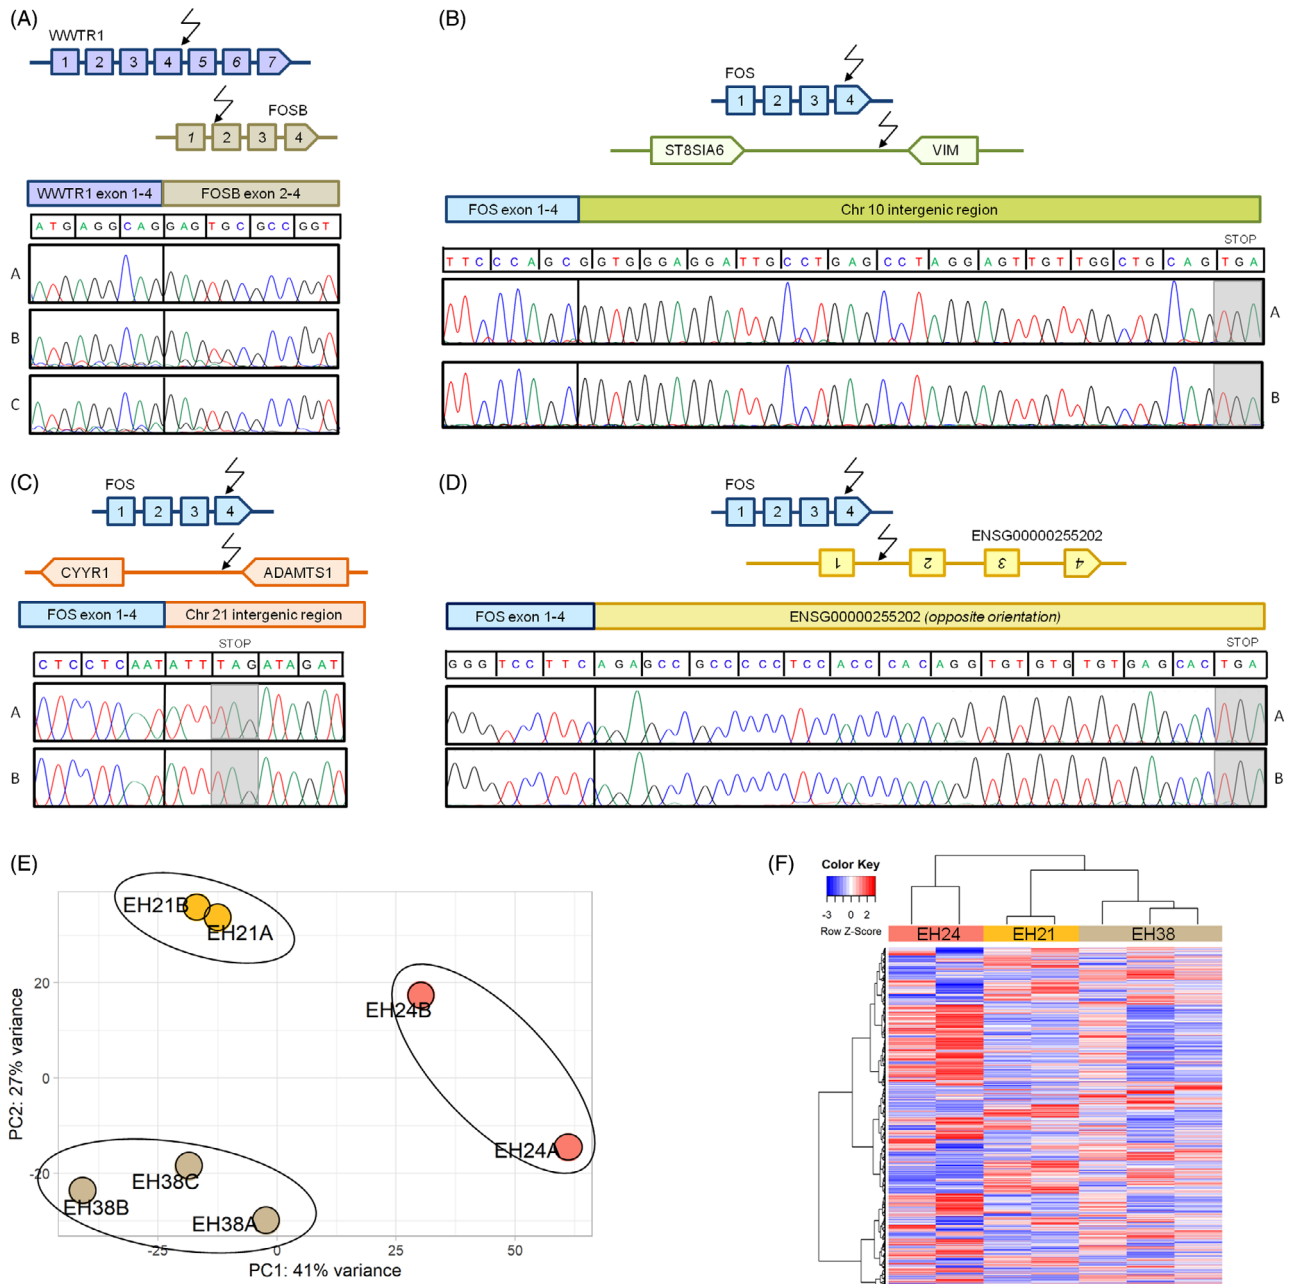 (A)
WWTR1
1 2 3 4 5 6 7
FOSB
1 2 3 4
WWTR1 exon 1-4 FOSB exon 2-4
A T G A G G C A G G A G T G C G C C G G T
A
B
C
(B)
FOS
1 2 3 4
ST8SIA6 VIM
FOS exon 1-4 Chr 10 intergenic region
STOP
T T C C C A G C G G T G G G A G G A T T G C C T G A G C C T A G G A G T T G T T G G C T G C A G T G A
A
B
(C)
FOS
1 2 3 4
CYYR1 ADAMTS1
FOS exon 1-4 Chr 21 intergenic region
STOP
C T C C T C A A T A T T T A G A T A G A T
A
B
(D)
FOS
1 2 3 4
ENSG00000255202
1 2 3 4
FOS exon 1-4 ENSG00000255202 (opposite orientation)
STOP
G G G T C C T T C A G A G C C G C C C C C T C C A C C C A C A G G T G T G T G T G T G A G C A C T G A
A
B
(E)
EH21B
EH21A
EH24B
EH24A
EH38C
EH38B
EH38A
20
0
-20
-25 0 25 50
PC2: 27% variance
PC1: 41% variance
(F)
Color Key
-3 0 2
Row Z-Score
EH24 EH21 EH38